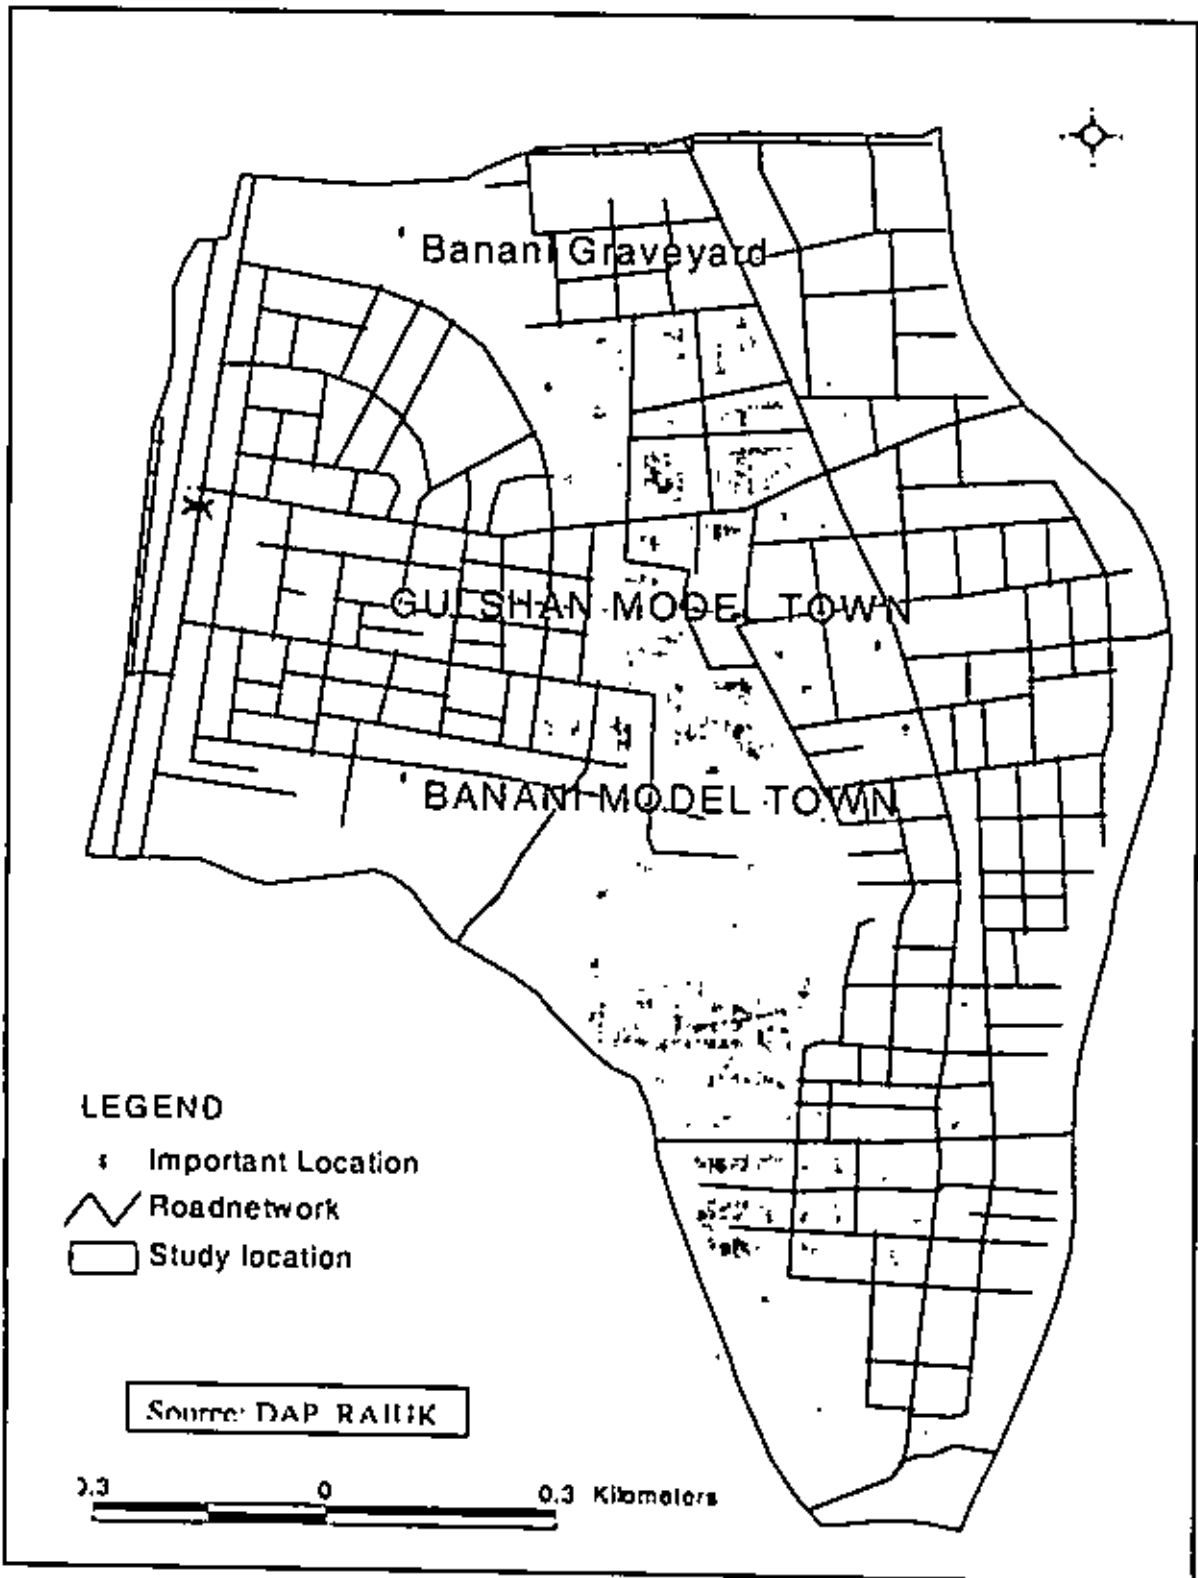 Banani Graveyard
GULSHAN MODEL TOWN
BANANI MODEL TOWN
LEGEND
Important Location
Roadnetwork
Study location
Source: DAP RAJUK
0.3 0 0.3 Kilometers